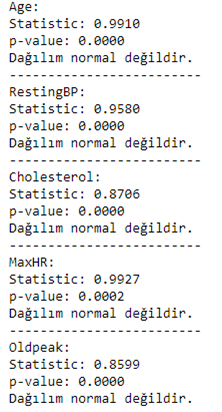 Age:
Statistic: 0.9910
p-value: 0.0000
Dağılım normal değildir.
-------------------------
RestingBP:
Statistic: 0.9580
p-value: 0.0000
Dağılım normal değildir.
-------------------------
Cholesterol:
Statistic: 0.8706
p-value: 0.0000
Dağılım normal değildir.
-------------------------
MaxHR:
Statistic: 0.9927
p-value: 0.0002
Dağılım normal değildir.
-------------------------
Oldpeak:
Statistic: 0.8599
p-value: 0.0000
Dağılım normal değildir.